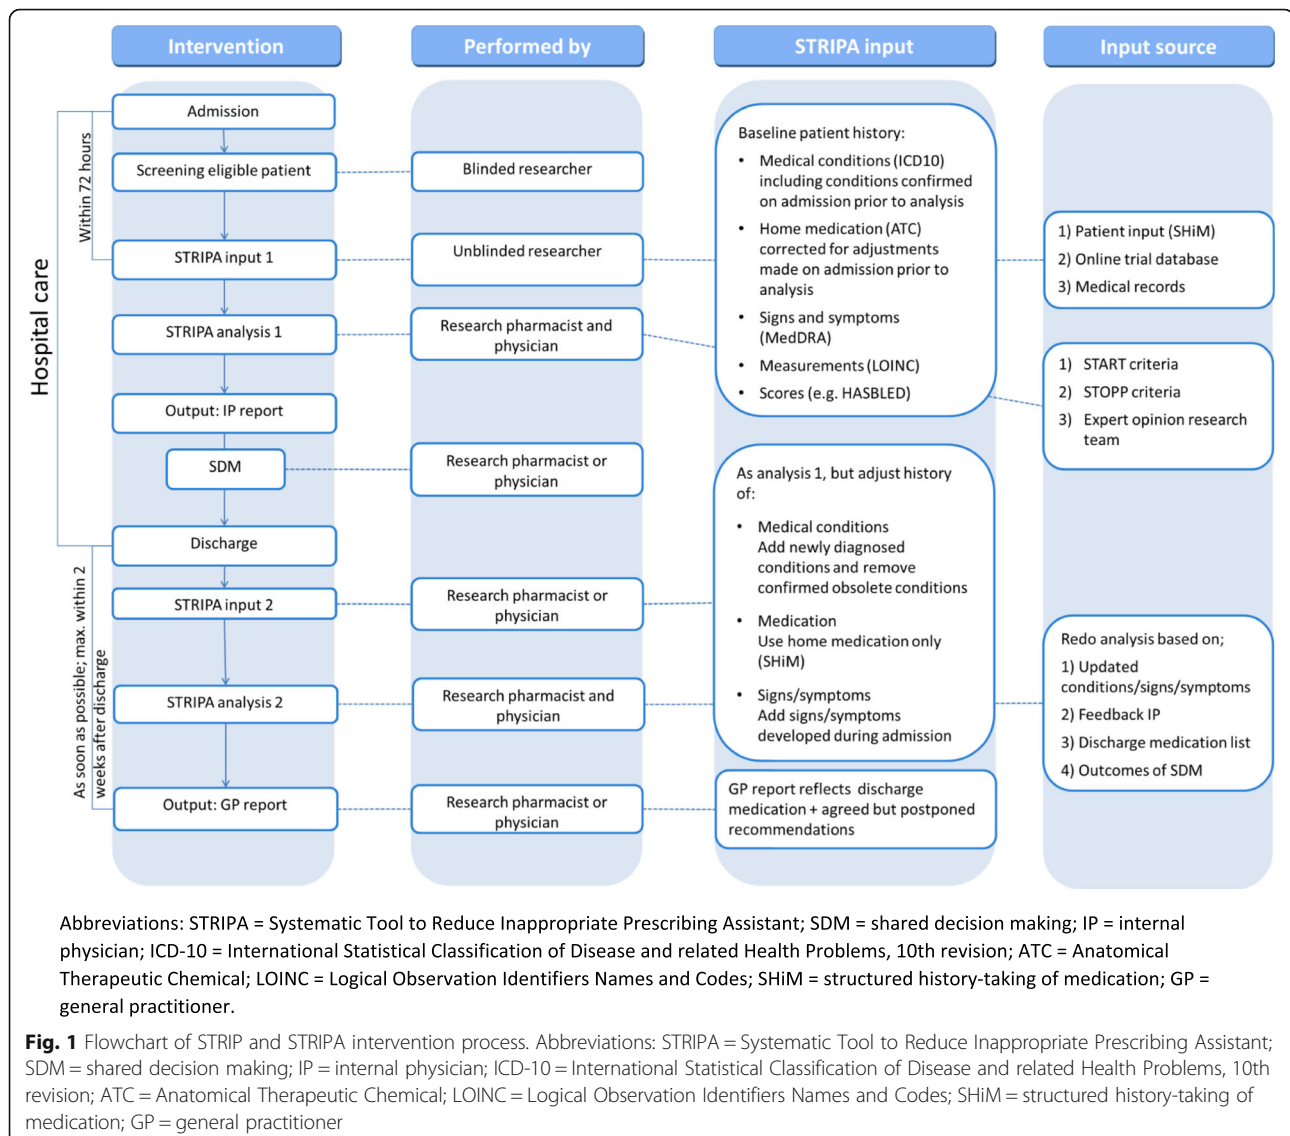 Intervention
Performed by
STRIPA input
Input source
Hospital care
Within 72 hours
As soon as possible; max. within 2
weeks after discharge
Admission
Screening eligible patient
STRIPA input 1
STRIPA analysis 1
Output: IP report
SDM
Discharge
STRIPA input 2
STRIPA analysis 2
Output: GP report
Blinded researcher
Unblinded researcher
Research pharmacist and
physician
Research pharmacist or
physician
Research pharmacist or
physician
Research pharmacist and
physician
Research pharmacist or
physician
Baseline patient history:
• Medical conditions (ICD10)
including conditions confirmed
on admission prior to analysis
• Home medication (ATC)
corrected for adjustments
made on admission prior to
analysis
• Signs and symptoms
(MedDRA)
• Measurements (LOINC)
• Scores (e.g. HASBLED)
As analysis 1, but adjust history
of:
• Medical conditions
Add newly diagnosed
conditions and remove
confirmed obsolete conditions
• Medication
Use home medication only
(SHiM)
• Signs/symptoms
Add signs/symptoms
developed during admission
GP report reflects discharge
medication + agreed but postponed
recommendations
1) Patient input (SHiM)
2) Online trial database
3) Medical records
1) START criteria
2) STOPP criteria
3) Expert opinion research
team
Redo analysis based on;
1) Updated
conditions/signs/symptoms
2) Feedback IP
3) Discharge medication list
4) Outcomes of SDM
Abbreviations: STRIPA = Systematic Tool to Reduce Inappropriate Prescribing Assistant; SDM = shared decision making; IP = internal
physician; ICD-10 = International Statistical Classification of Disease and related Health Problems, 10th revision; ATC = Anatomical
Therapeutic Chemical; LOINC = Logical Observation Identifiers Names and Codes; SHiM = structured history-taking of medication; GP =
general practitioner.
Fig. 1 Flowchart of STRIP and STRIPA intervention process. Abbreviations: STRIPA = Systematic Tool to Reduce Inappropriate Prescribing Assistant;
SDM = shared decision making; IP = internal physician; ICD-10 = International Statistical Classification of Disease and related Health Problems, 10th
revision; ATC = Anatomical Therapeutic Chemical; LOINC = Logical Observation Identifiers Names and Codes; SHiM = structured history-taking of
medication; GP = general practitioner